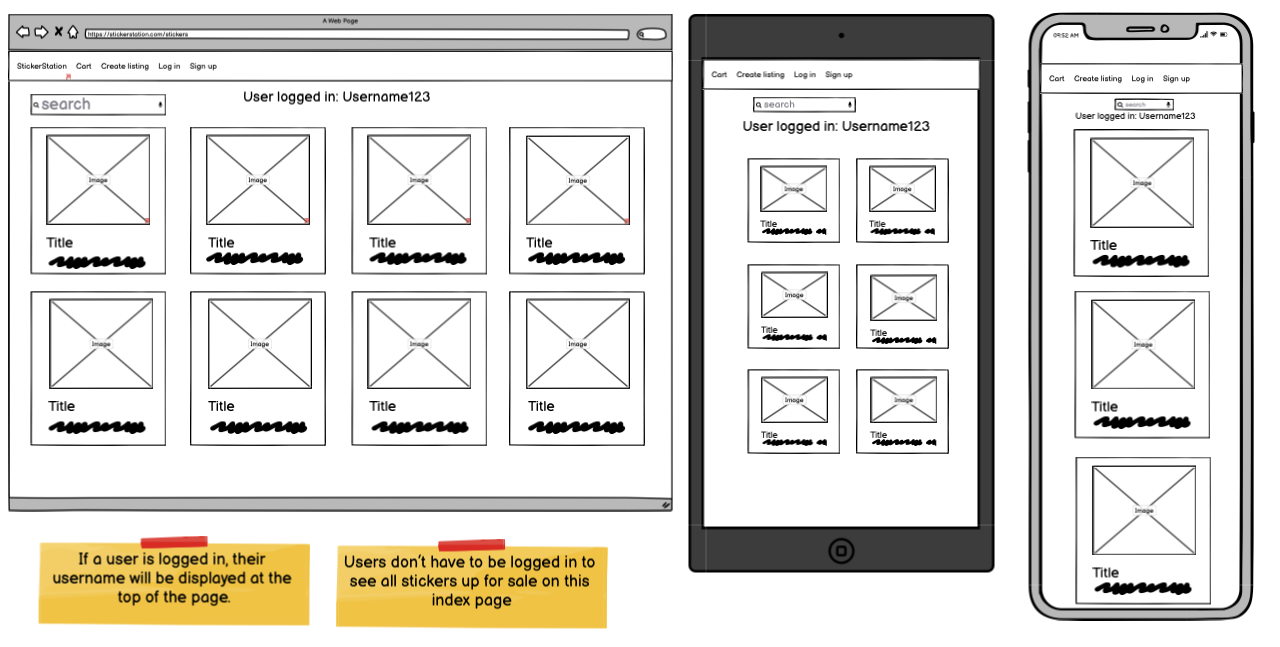 A Web Page
https://stickerstation.com/stickers
StickerStation Cart Create listing Log in Sign up
search
User logged in: Username123
Image Image Image Image
Title Title Title Title
Image Image Image Image
Title Title Title Title
If a user is logged in, their
username will be displayed at the
top of the page.
Users don't have to be logged in to
see all stickers up for sale on this
index page
Cart Create listing Log in Sign up
search
User logged in: Username123
Image Image
Title Title
Image Image
Title Title
Image Image
Title Title
09:52 AM
Cart Create listing Log in Sign up
search
User logged in: Username123
Image
Title
Image
Title
Image
Title